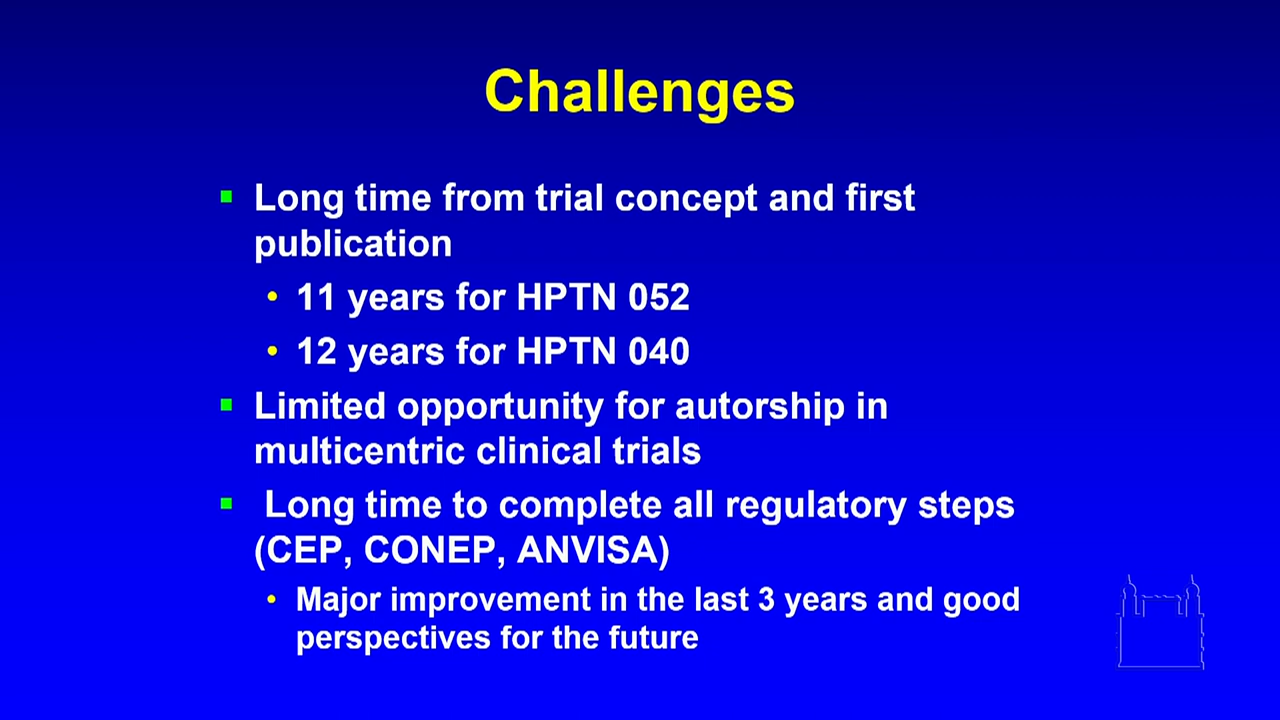 Challenges
Long time from trial concept and first
publication
11 years for HPTN 052
12 years for HPTN 040
Limited opportunity for autorship in
multicentric clinical trials
Long time to complete all regulatory steps
(CEP, CONEP, ANVISA)
Major improvement in the last 3 years and good
perspectives for the future